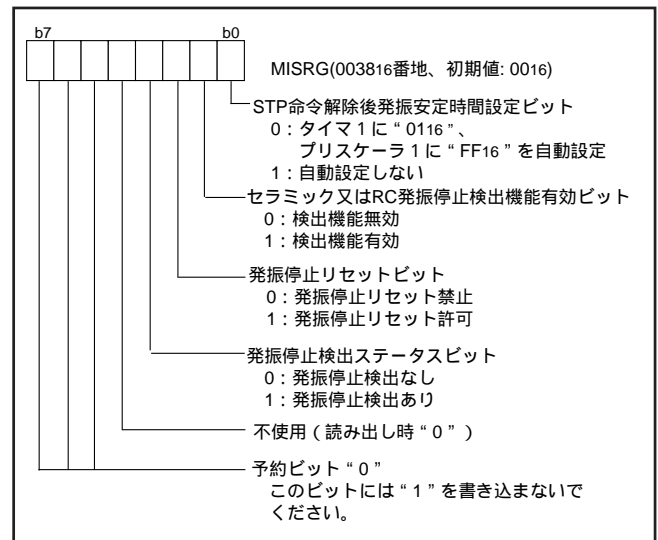 b7 b0
MISRG(003816番地、初期値: 0016)
STP命令解除後発振安定時間設定ビット
0：タイマ1に“0116”、
プリスケーラ1に“FF16”を自動設定
1：自動設定しない
セラミック又はRC発振停止検出機能有効ビット
0：検出機能無効
1：検出機能有効
発振停止リセットビット
0：発振停止リセット禁止
1：発振停止リセット許可
発振停止検出ステータスビット
0：発振停止検出なし
1：発振停止検出あり
不使用（読み出し時“0”）
予約ビット“0”
このビットには“1”を書き込まないで
ください。